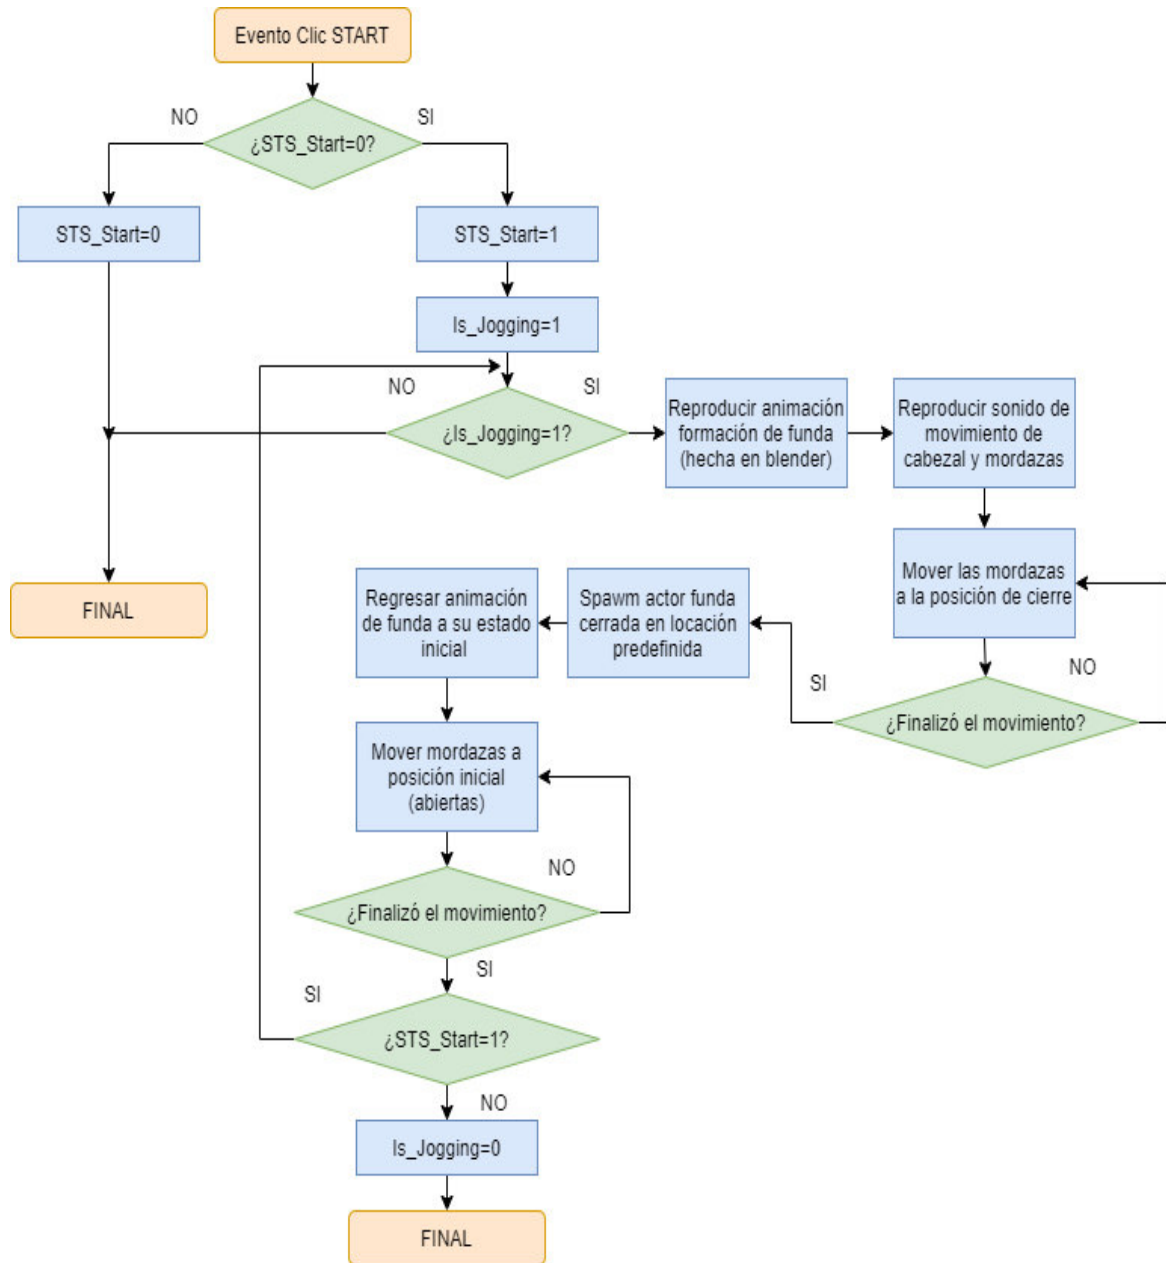 Evento Clic START
NO
SI
¿STS_Start=0?
STS_Start=0
STS_Start=1
Is_Jogging=1
NO
SI
¿Is_Jogging=1?
Reproducir animación
formación de funda
(hecha en blender)
Reproducir sonido de
movimiento de
cabezal y mordazas
Mover las mordazas
a la posición de cierre
NO
SI
¿Finalizó el movimiento?
Spawm actor funda
cerrada en locación
predefinida
Regresar animación
de funda a su estado
inicial
FINAL
Mover mordazas a
posición inicial
(abiertas)
NO
¿Finalizó el movimiento?
SI
SI
¿STS_Start=1?
NO
Is_Jogging=0
FINAL